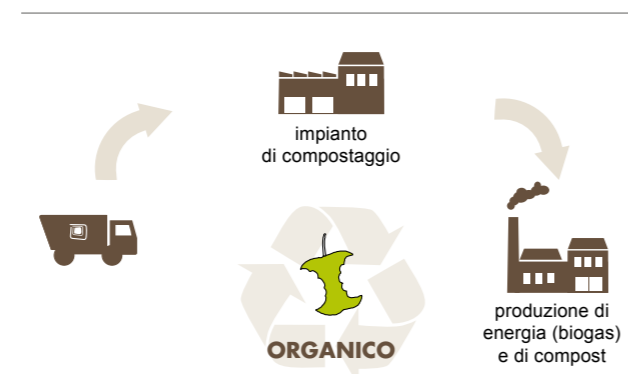 impianto
di compostaggio
ORGANICO
produzione di
energia (biogas)
e di compost